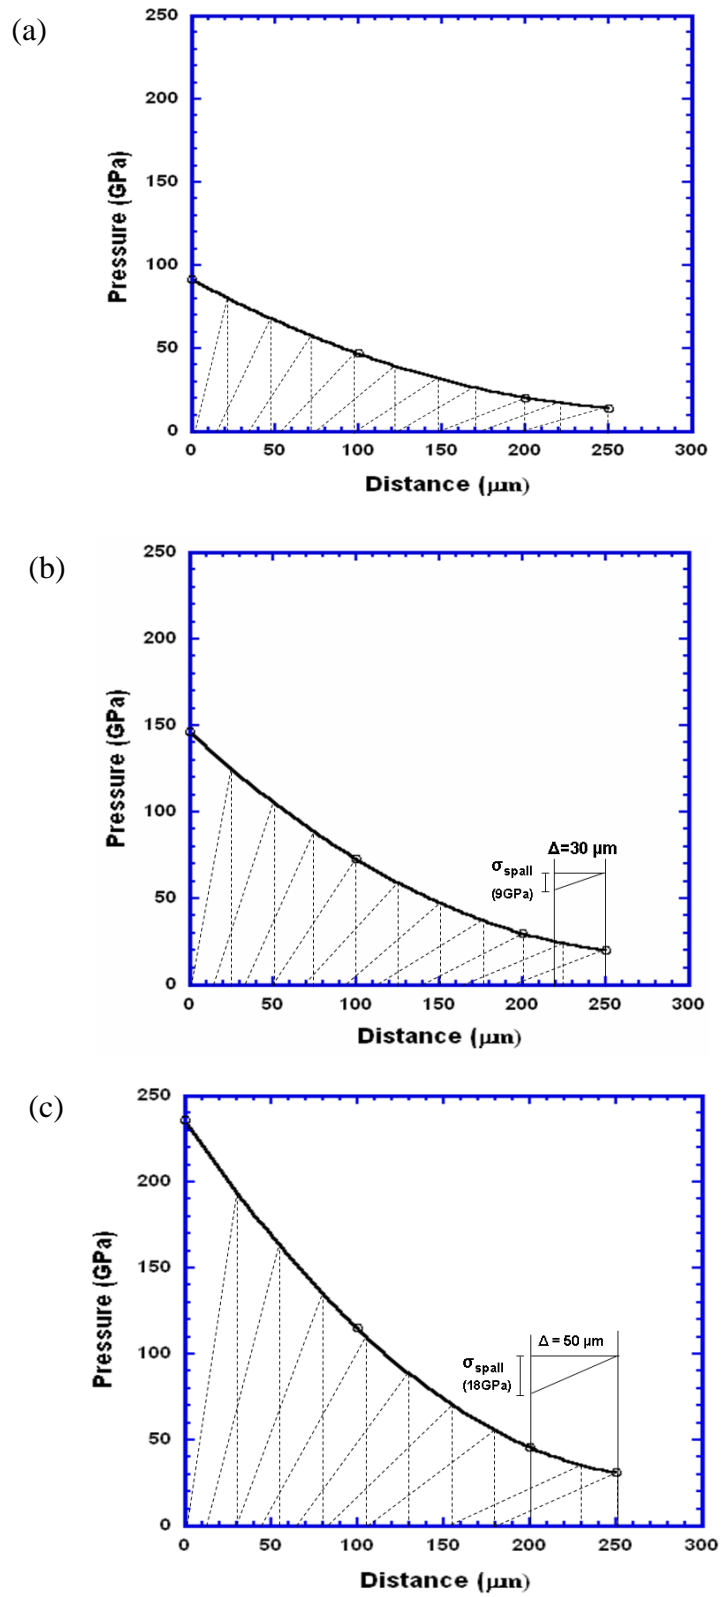 (a)
250
200
150
100
50
0
Pressure (GPa)
0 50 100 150 200 250 300
Distance (μm)
(b)
250
200
150
100
50
0
Pressure (GPa)
Δ=30 μm
σspall
(9GPa)
0 50 100 150 200 250 300
Distance (μm)
(c)
250
200
150
100
50
0
Pressure (GPa)
Δ = 50 μm
σspall
(18GPa)
0 50 100 150 200 250 300
Distance (μm)